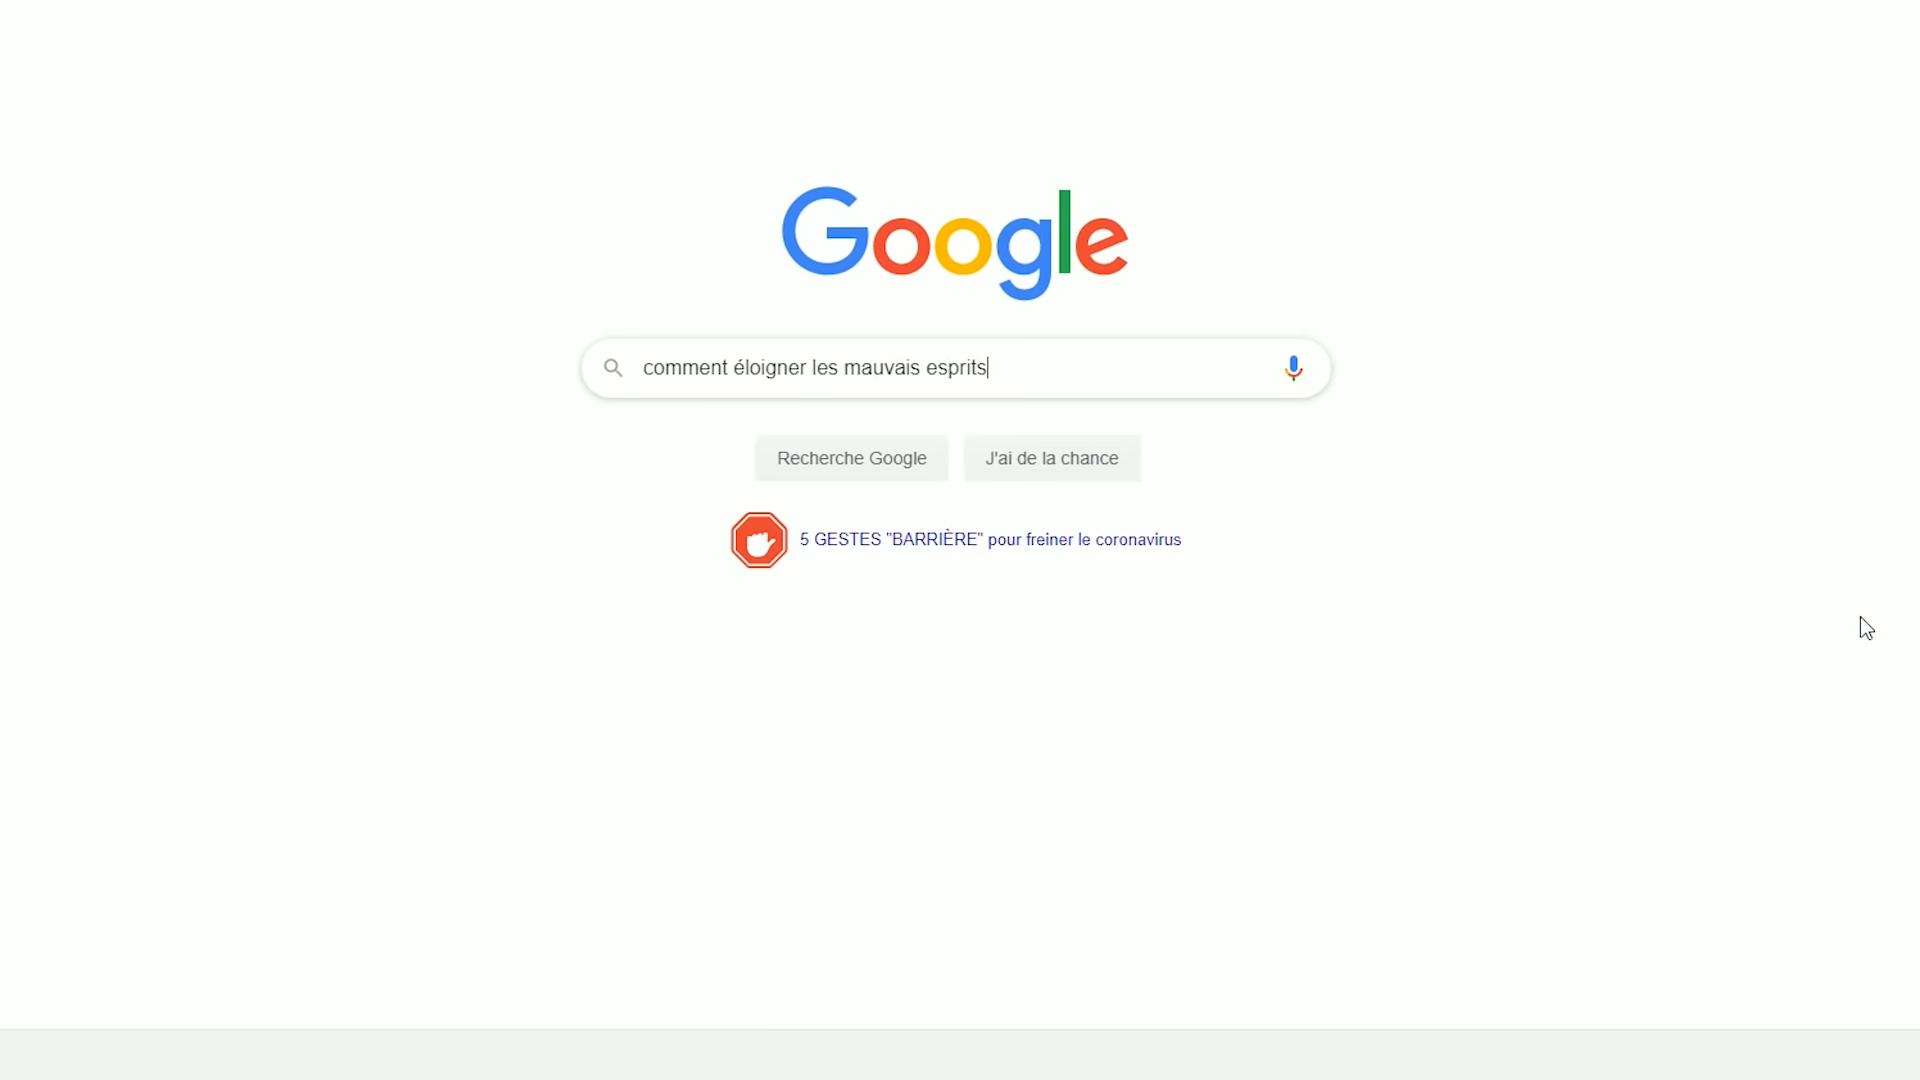 Google
comment éloigner les mauvais esprits
Recherche Google
J'ai de la chance
5 GESTES "BARRIÈRE" pour freiner le coronavirus